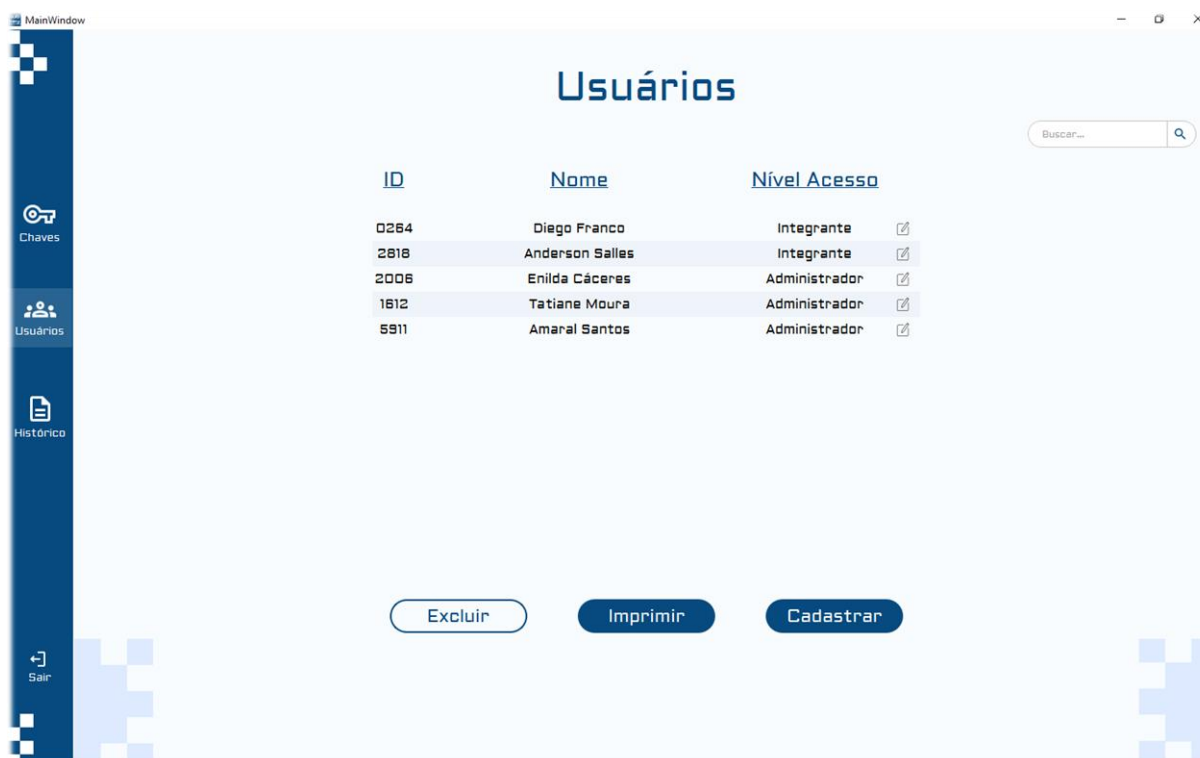 MainWindow
Usuários
Buscar...
ID Nome Nível Acesso
0264 Diego Franco Integrante
2818 Anderson Salles Integrante
2006 Enilda Cáceres Administrador
1612 Tatiane Moura Administrador
5911 Amaral Santos Administrador
Chaves
Usuários
Histórico
Excluir Imprimir Cadastrar
Sair